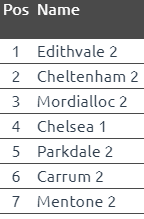 Pos Name
1 Edithvale 2
2 Cheltenham 2
3 Mordialloc 2
4 Chelsea 1
5 Parkdale 2
6 Carrum 2
7 Mentone 2